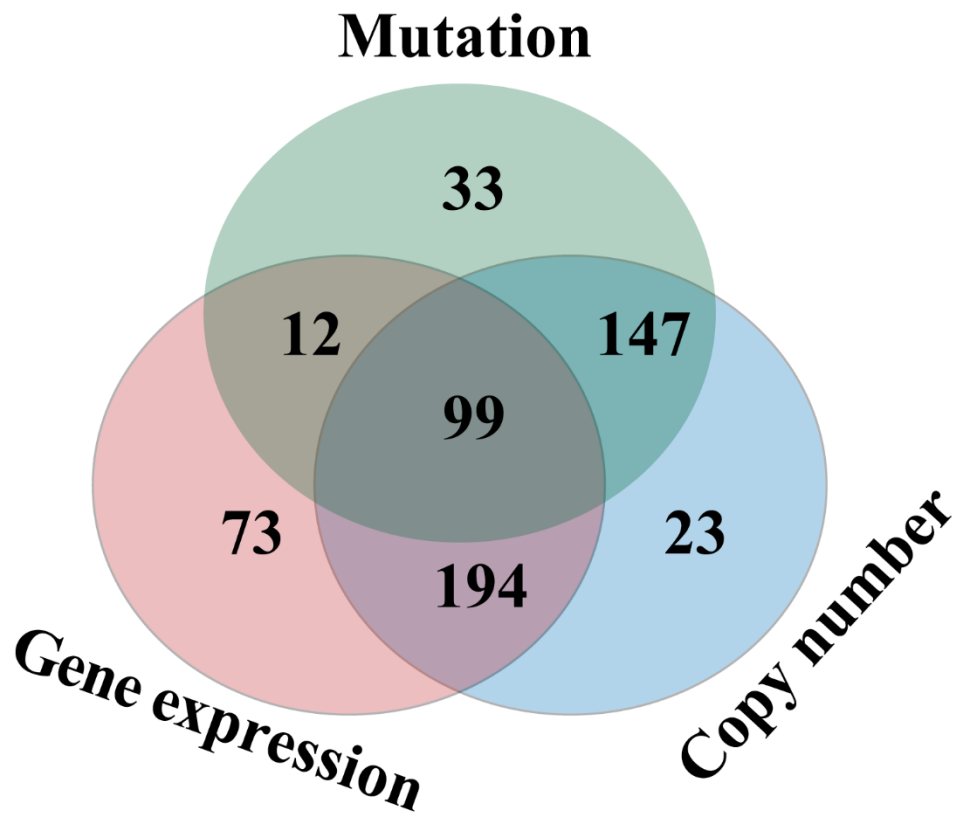 Mutation
33
12
147
99
73
23
194
Gene expression
Copy number